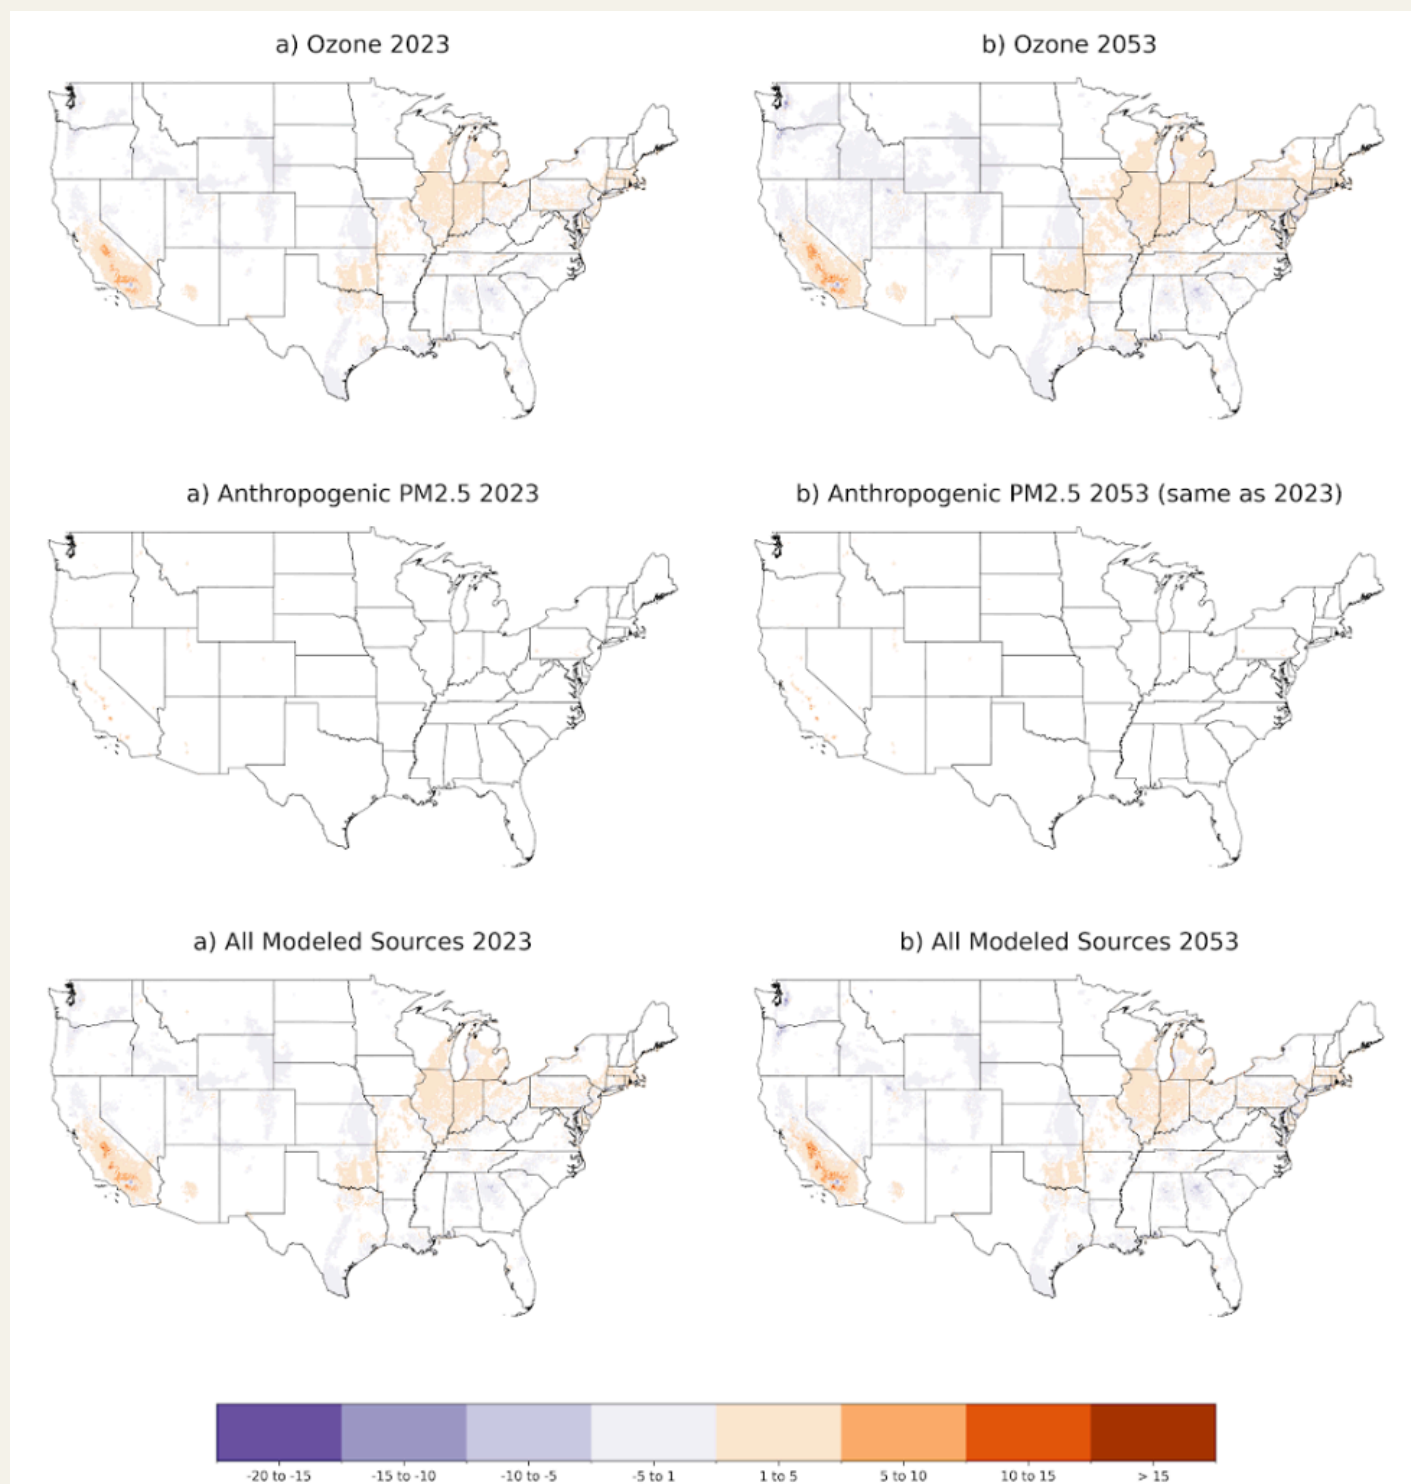 a) Ozone 2023
b) Ozone 2053
a) Anthropogenic PM2.5 2023
b) Anthropogenic PM2.5 2053 (same as 2023)
a) All Modeled Sources 2023
b) All Modeled Sources 2053
-20 to -15
-15 to -10
-10 to -5
-5 to 1
1 to 5
5 to 10
10 to 15
> 15